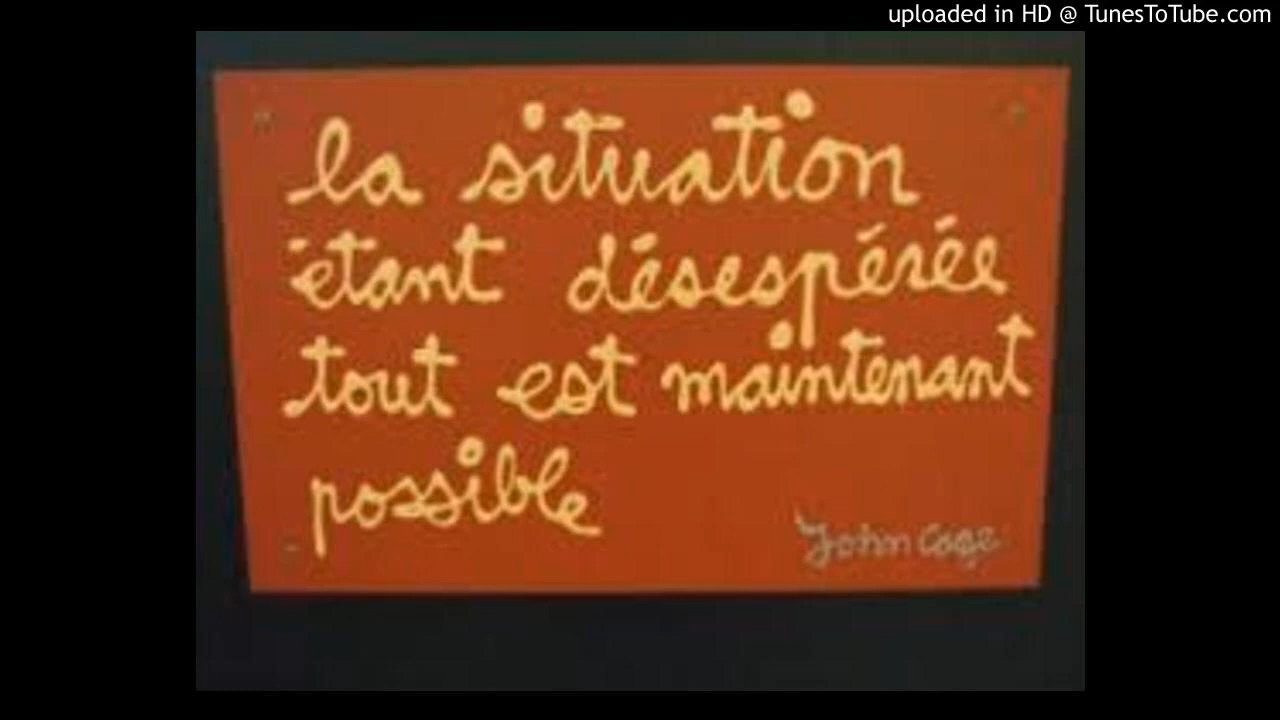 uploaded in HD @ TunesToTube.com
la situation
étant désespérée
tout est maintenant
possible
John Cage